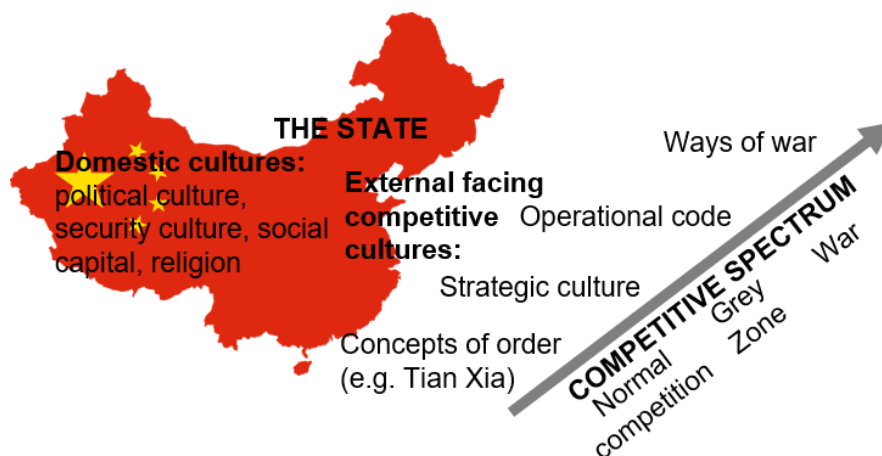 THE STATE
Domestic cultures:
political culture,
security culture, social
capital, religion
External facing
competitive
cultures:
Ways of war
Operational code
Strategic culture
Concepts of order
(e.g. Tian Xia)
COMPETITIVE SPECTRUM
Normal
competition
Grey
Zone
War